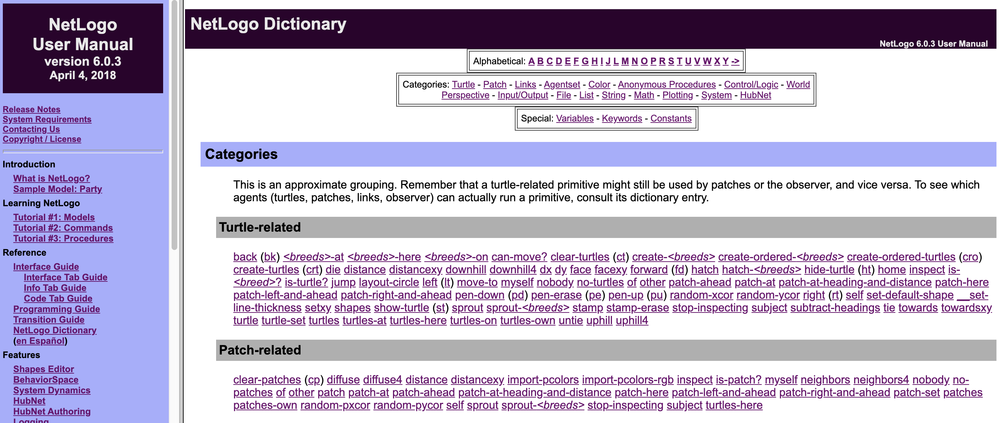 NetLogo
User Manual
version 6.0.3
April 4, 2018
Release Notes
System Requirements
Contacting Us
Copyright / License
Introduction
What is NetLogo?
Sample Model: Party
Learning NetLogo
Tutorial #1: Models
Tutorial #2: Commands
Tutorial #3: Procedures
Reference
Interface Guide
Interface Tab Guide
Info Tab Guide
Code Tab Guide
Programming Guide
Transition Guide
NetLogo Dictionary
(en Español)
Features
Shapes Editor
BehaviorSpace
System Dynamics
HubNet
HubNet Authoring
Logging
NetLogo Dictionary
NetLogo 6.0.3 User Manual
Alphabetical: A B C D E F G H I J L M N O P R S T U V W X Y ->
Categories: Turtle - Patch - Links - Agentset - Color - Anonymous Procedures - Control/Logic - World
Perspective - Input/Output - File - List - String - Math - Plotting - System - HubNet
Special: Variables - Keywords - Constants
Categories
This is an approximate grouping. Remember that a turtle-related primitive might still be used by patches or the observer, and vice versa. To see which
agents (turtles, patches, links, observer) can actually run a primitive, consult its dictionary entry.
Turtle-related
back (bk) <breeds>-at <breeds>-here <breeds>-on can-move? clear-turtles (ct) create-<breeds> create-ordered-<breeds> create-ordered-turtles (cro)
create-turtles (crt) die distance distancexy downhill downhill4 dx dy face facexy forward (fd) hatch hatch-<breeds> hide-turtle (ht) home inspect is-
<breed>? is-turtle? jump layout-circle left (lt) move-to myself nobody no-turtles of other patch-ahead patch-at patch-at-heading-and-distance patch-here
patch-left-and-ahead patch-right-and-ahead pen-down (pd) pen-erase (pe) pen-up (pu) random-xcor random-ycor right (rt) self set-default-shape __set-
line-thickness setxy shapes show-turtle (st) sprout sprout-<breeds> stamp stamp-erase stop-inspecting subject subtract-headings tie towards towardsxy
turtle turtle-set turtles turtles-at turtles-here turtles-on turtles-own untie uphill uphill4
Patch-related
clear-patches (cp) diffuse diffuse4 distance distancexy import-pcolors import-pcolors-rgb inspect is-patch? myself neighbors neighbors4 nobody no-
patches of other patch patch-at patch-ahead patch-at-heading-and-distance patch-here patch-left-and-ahead patch-right-and-ahead patch-set patches
patches-own random-pxcor random-pycor self sprout sprout-<breeds> stop-inspecting subject turtles-here